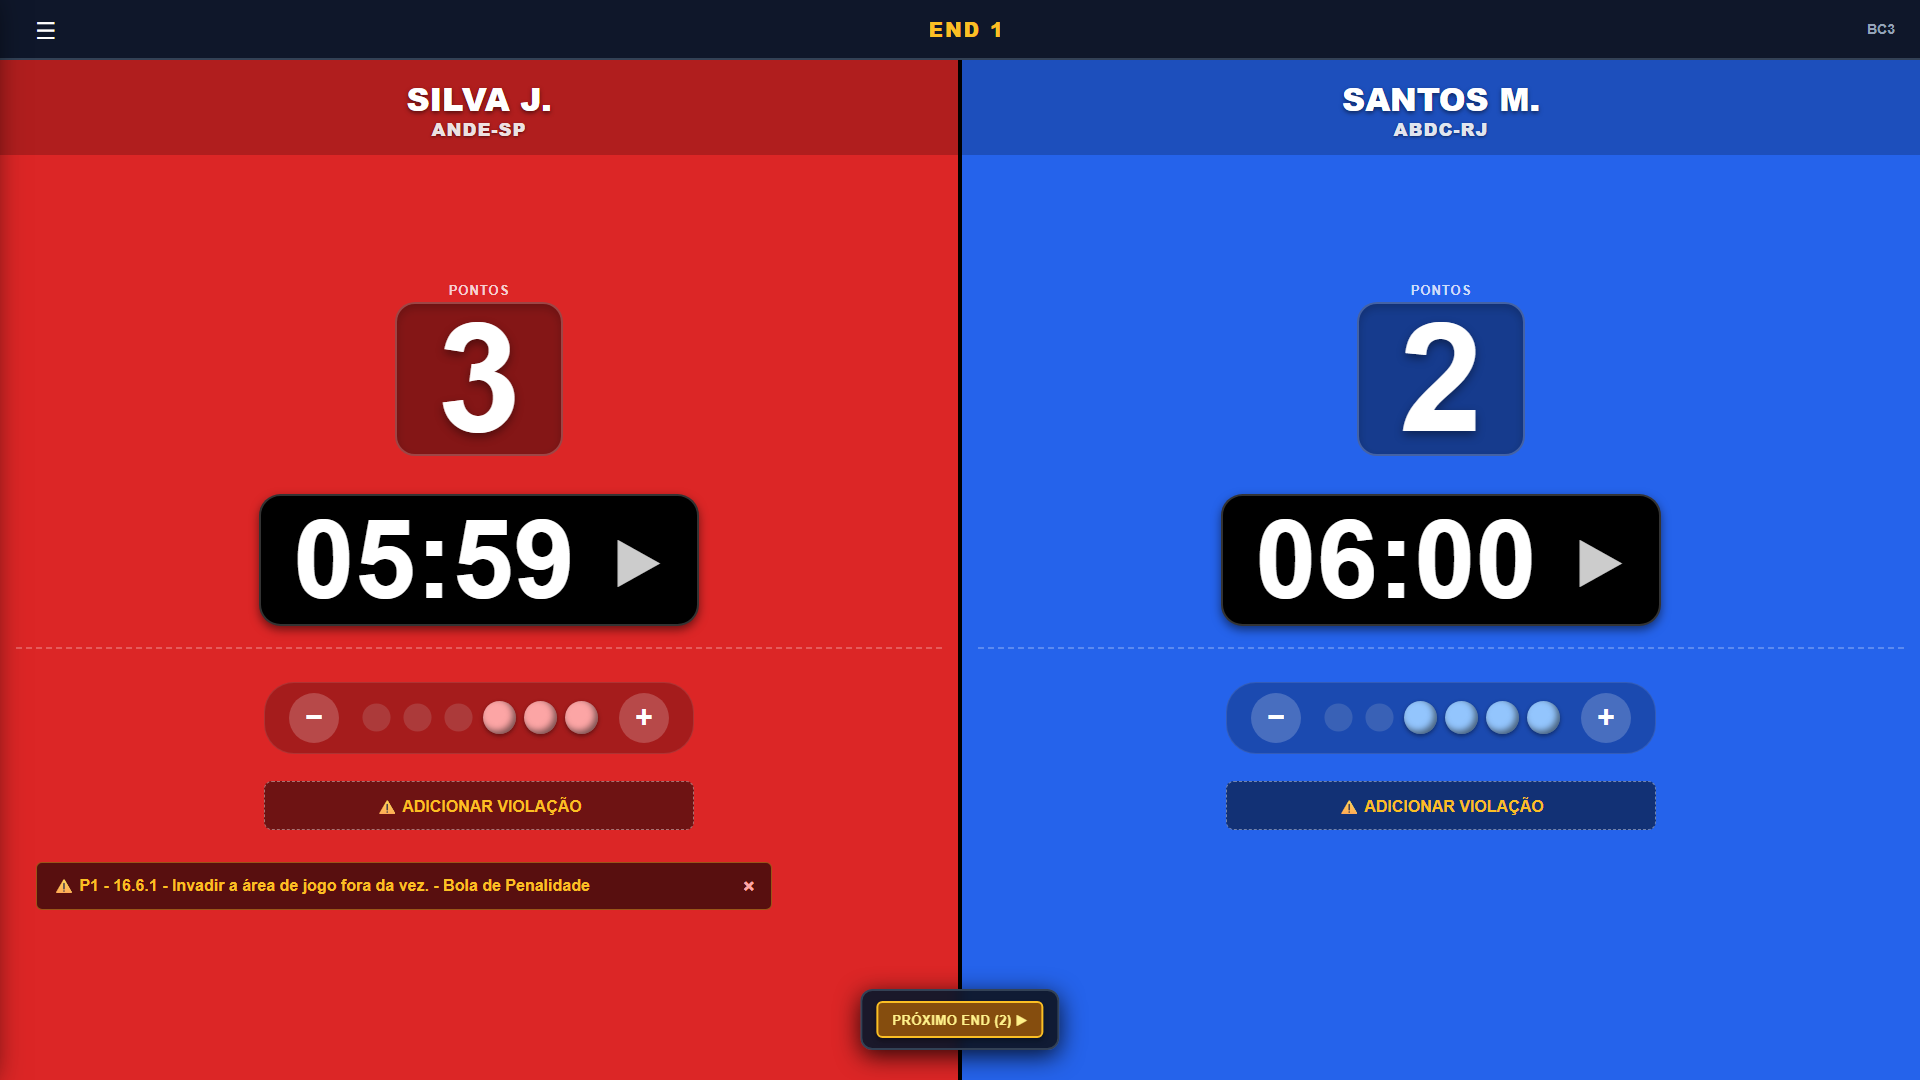 ☰
END 1
BC3
SILVA J.
ANDE-SP
PONTOS
3
05:59 ▶
− +
⚠ ADICIONAR VIOLAÇÃO
⚠ P1 - 16.6.1 - Invadir a área de jogo fora da vez. - Bola de Penalidade ×
SANTOS M.
ABDC-RJ
PONTOS
2
06:00 ▶
− +
⚠ ADICIONAR VIOLAÇÃO
PRÓXIMO END (2) ▶